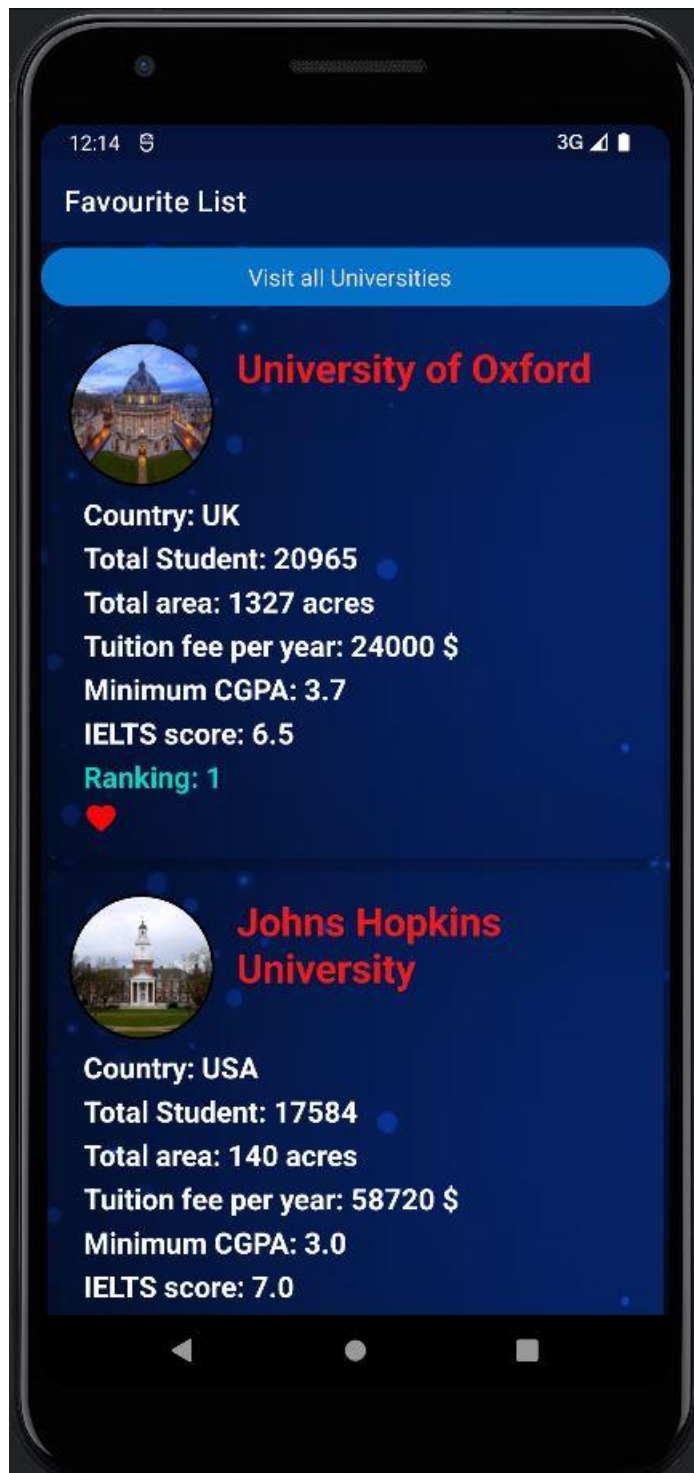 12:14 3G
Favourite List
Visit all Universities
University of Oxford
Country: UK
Total Student: 20965
Total area: 1327 acres
Tuition fee per year: 24000 $
Minimum CGPA: 3.7
IELTS score: 6.5
Ranking: 1
Johns Hopkins
University
Country: USA
Total Student: 17584
Total area: 140 acres
Tuition fee per year: 58720 $
Minimum CGPA: 3.0
IELTS score: 7.0